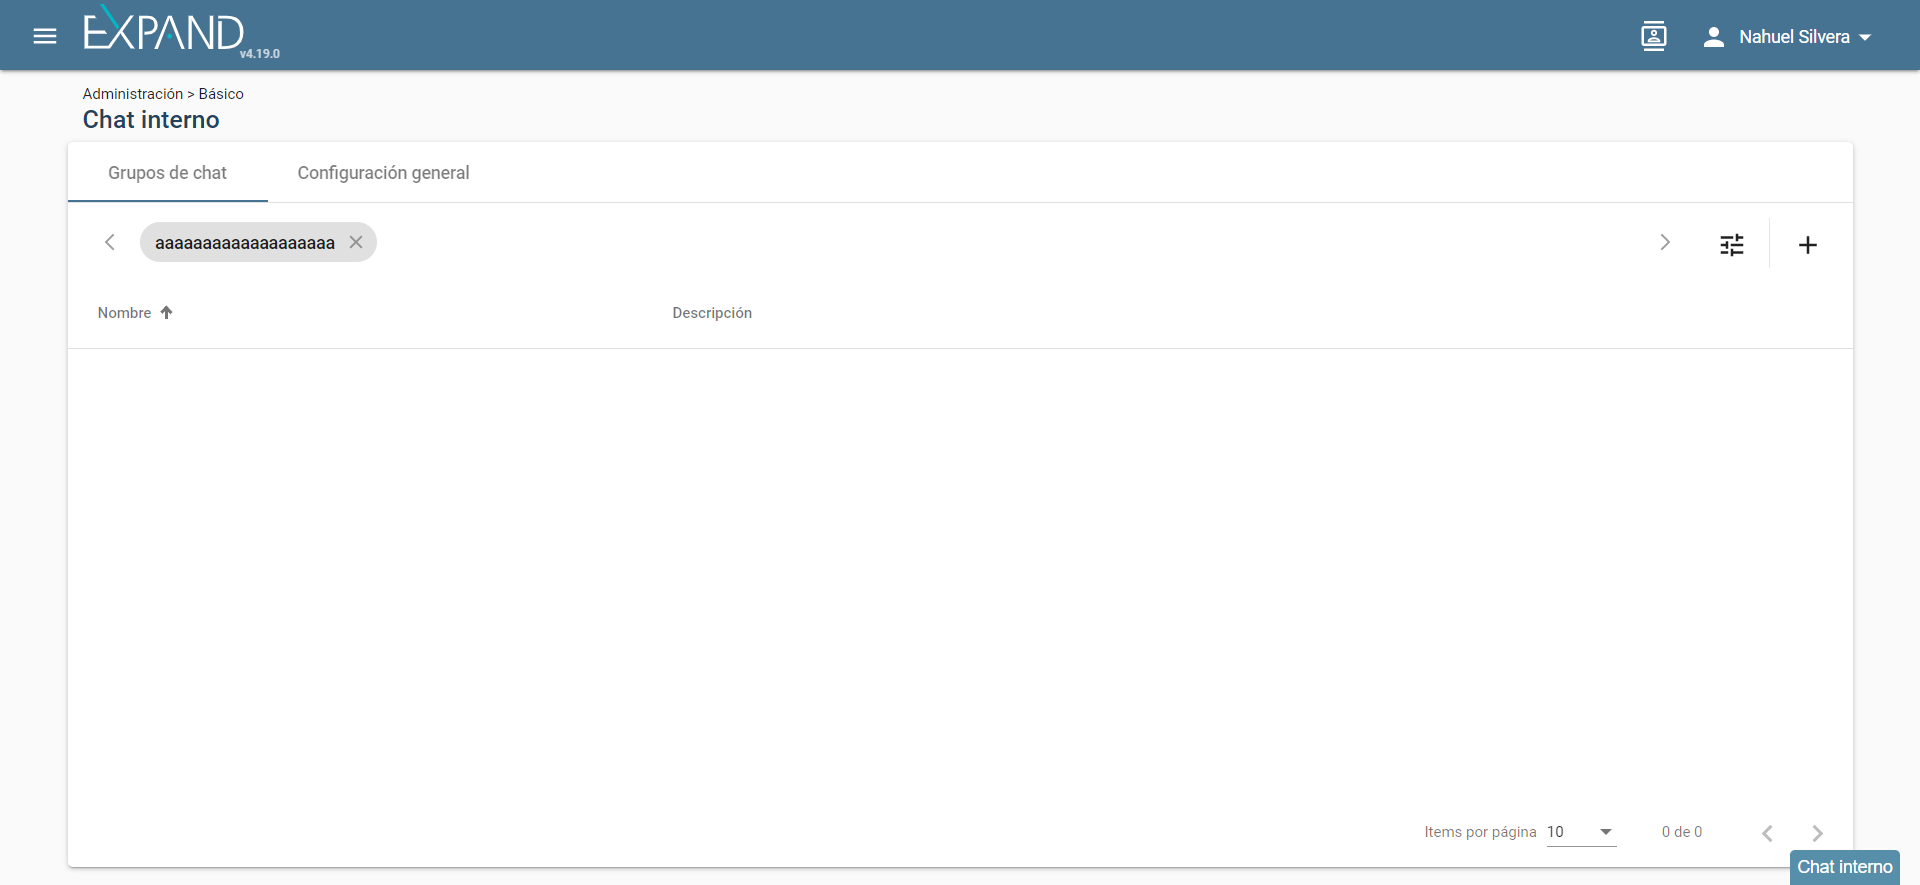 EXPAND
v4.19.0
Nahuel Silvera
Administración > Básico
Chat interno
Grupos de chat
Configuración general
aaaaaaaaaaaaaaaaaaa
Nombre
Descripción
Items por página 10
0 de 0
Chat interno